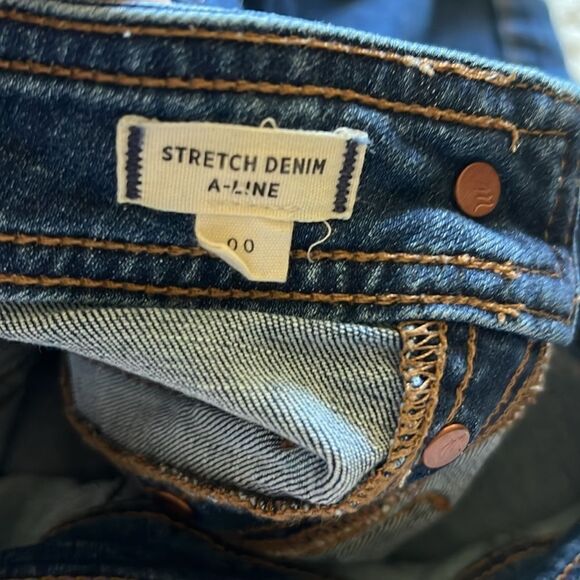 STRETCH DENIM
A-LINE
00